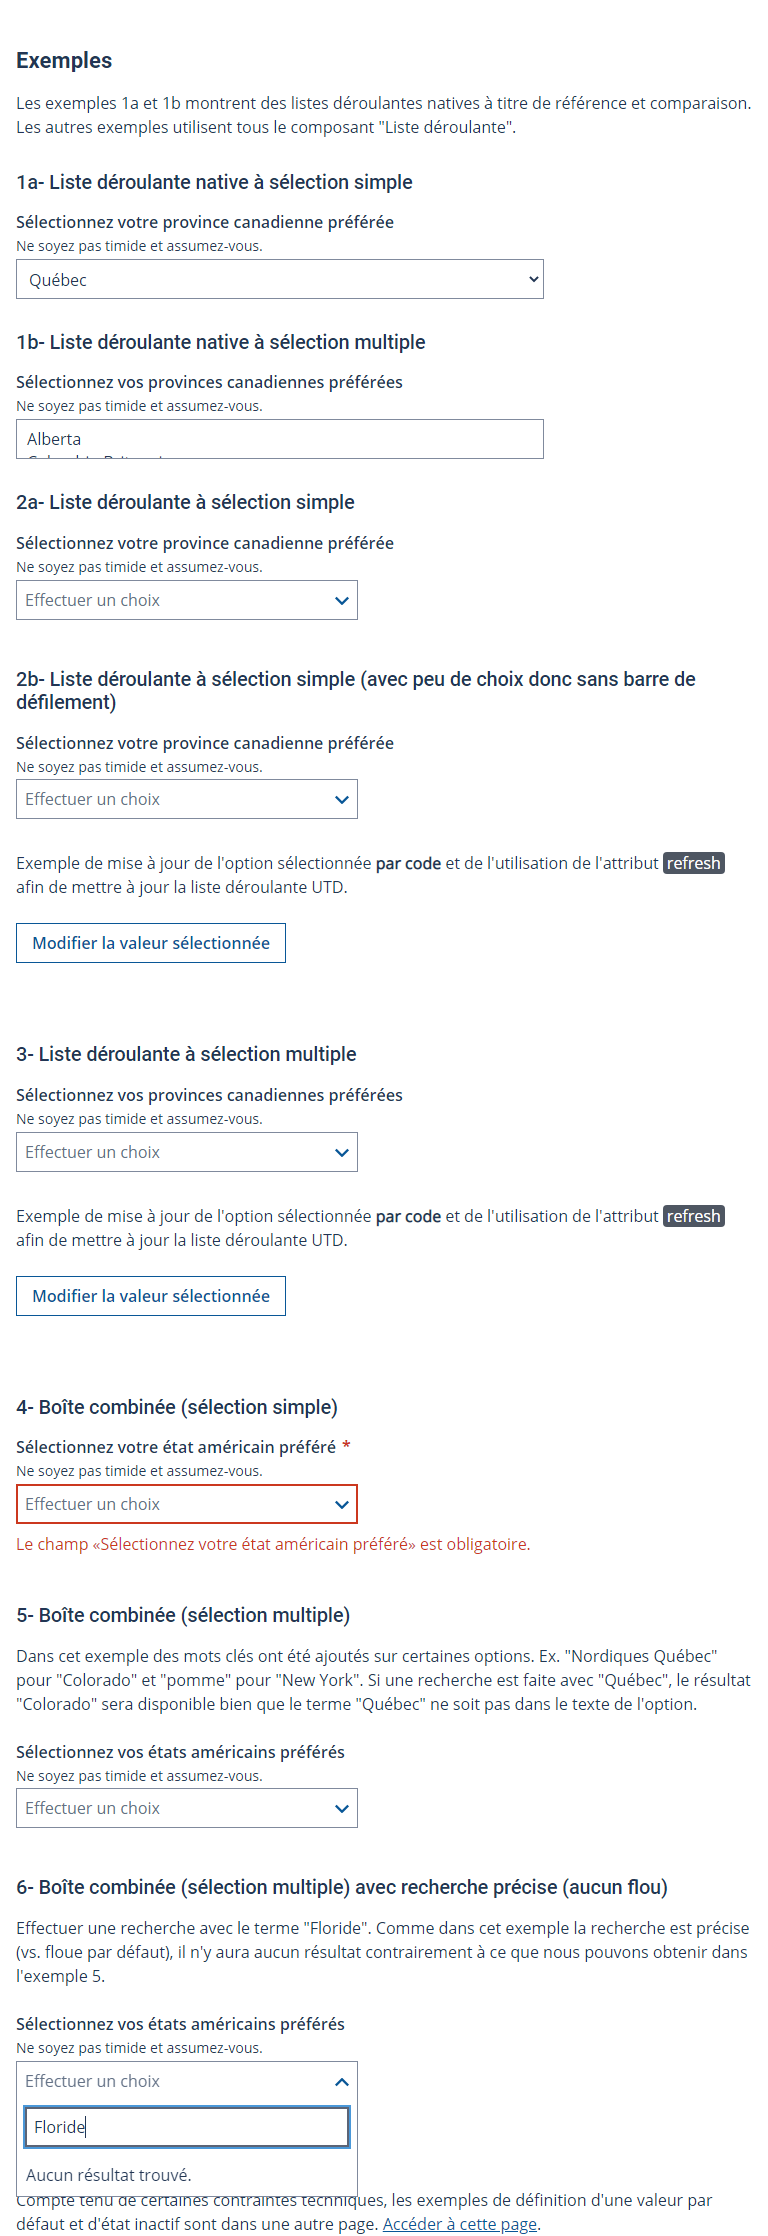 Exemples
Les exemples 1a et 1b montrent des listes déroulantes natives à titre de référence et comparaison.
Les autres exemples utilisent tous le composant "Liste déroulante".
1a- Liste déroulante native à sélection simple
Sélectionnez votre province canadienne préférée
Ne soyez pas timide et assumez-vous.
Québec
1b- Liste déroulante native à sélection multiple
Sélectionnez vos provinces canadiennes préférées
Ne soyez pas timide et assumez-vous.
Alberta
2a- Liste déroulante à sélection simple
Sélectionnez votre province canadienne préférée
Ne soyez pas timide et assumez-vous.
Effectuer un choix
2b- Liste déroulante à sélection simple (avec peu de choix donc sans barre de
défilement)
Sélectionnez votre province canadienne préférée
Ne soyez pas timide et assumez-vous.
Effectuer un choix
Exemple de mise à jour de l'option sélectionnée par code et de l'utilisation de l'attribut refresh
afin de mettre à jour la liste déroulante UTD.
Modifier la valeur sélectionnée
3- Liste déroulante à sélection multiple
Sélectionnez vos provinces canadiennes préférées
Ne soyez pas timide et assumez-vous.
Effectuer un choix
Exemple de mise à jour de l'option sélectionnée par code et de l'utilisation de l'attribut refresh
afin de mettre à jour la liste déroulante UTD.
Modifier la valeur sélectionnée
4- Boîte combinée (sélection simple)
Sélectionnez votre état américain préféré *
Ne soyez pas timide et assumez-vous.
Effectuer un choix
Le champ «Sélectionnez votre état américain préféré» est obligatoire.
5- Boîte combinée (sélection multiple)
Dans cet exemple des mots clés ont été ajoutés sur certaines options. Ex. "Nordiques Québec"
pour "Colorado" et "pomme" pour "New York". Si une recherche est faite avec "Québec", le résultat
"Colorado" sera disponible bien que le terme "Québec" ne soit pas dans le texte de l'option.
Sélectionnez vos états américains préférés
Ne soyez pas timide et assumez-vous.
Effectuer un choix
6- Boîte combinée (sélection multiple) avec recherche précise (aucun flou)
Effectuer une recherche avec le terme "Floride". Comme dans cet exemple la recherche est précise
(vs. floue par défaut), il n'y aura aucun résultat contrairement à ce que nous pouvons obtenir dans
l'exemple 5.
Sélectionnez vos états américains préférés
Ne soyez pas timide et assumez-vous.
Effectuer un choix
Floride
Aucun résultat trouvé.
Compte tenu de certaines contraintes techniques, les exemples de définition d'une valeur par
défaut et d'état inactif sont dans une autre page. Accéder à cette page.